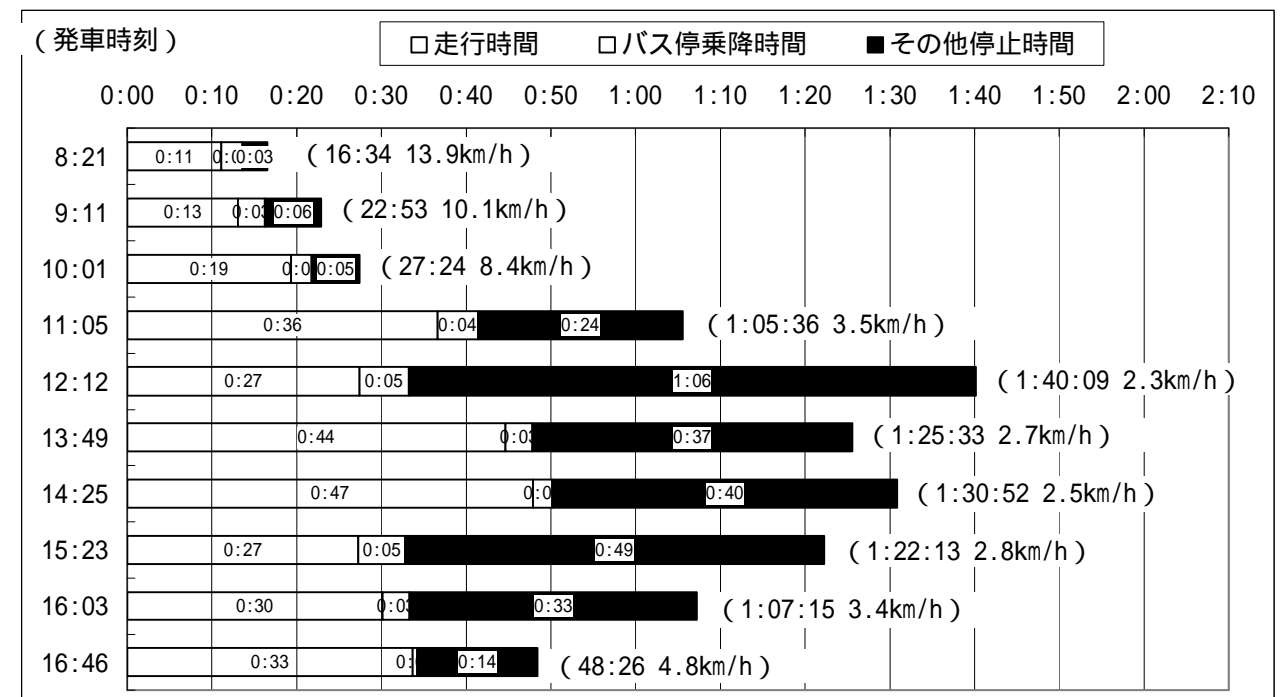 (発車時刻)
□走行時間 □バス停乗降時間 ■その他停止時間
0:00 0:10 0:20 0:30 0:40 0:50 1:00 1:10 1:20 1:30 1:40 1:50 2:00 2:10
8:21 0:11 0:03 (16:34 13.9km/h)
9:11 0:13 0:03 0:06 (22:53 10.1km/h)
10:01 0:19 0:05 (27:24 8.4km/h)
11:05 0:36 0:04 0:24 (1:05:36 3.5km/h)
12:12 0:27 0:05 1:06 (1:40:09 2.3km/h)
13:49 0:44 0:03 0:37 (1:25:33 2.7km/h)
14:25 0:47 0:40 (1:30:52 2.5km/h)
15:23 0:27 0:05 0:49 (1:22:13 2.8km/h)
16:03 0:30 0:03 0:33 (1:07:15 3.4km/h)
16:46 0:33 0:14 (48:26 4.8km/h)